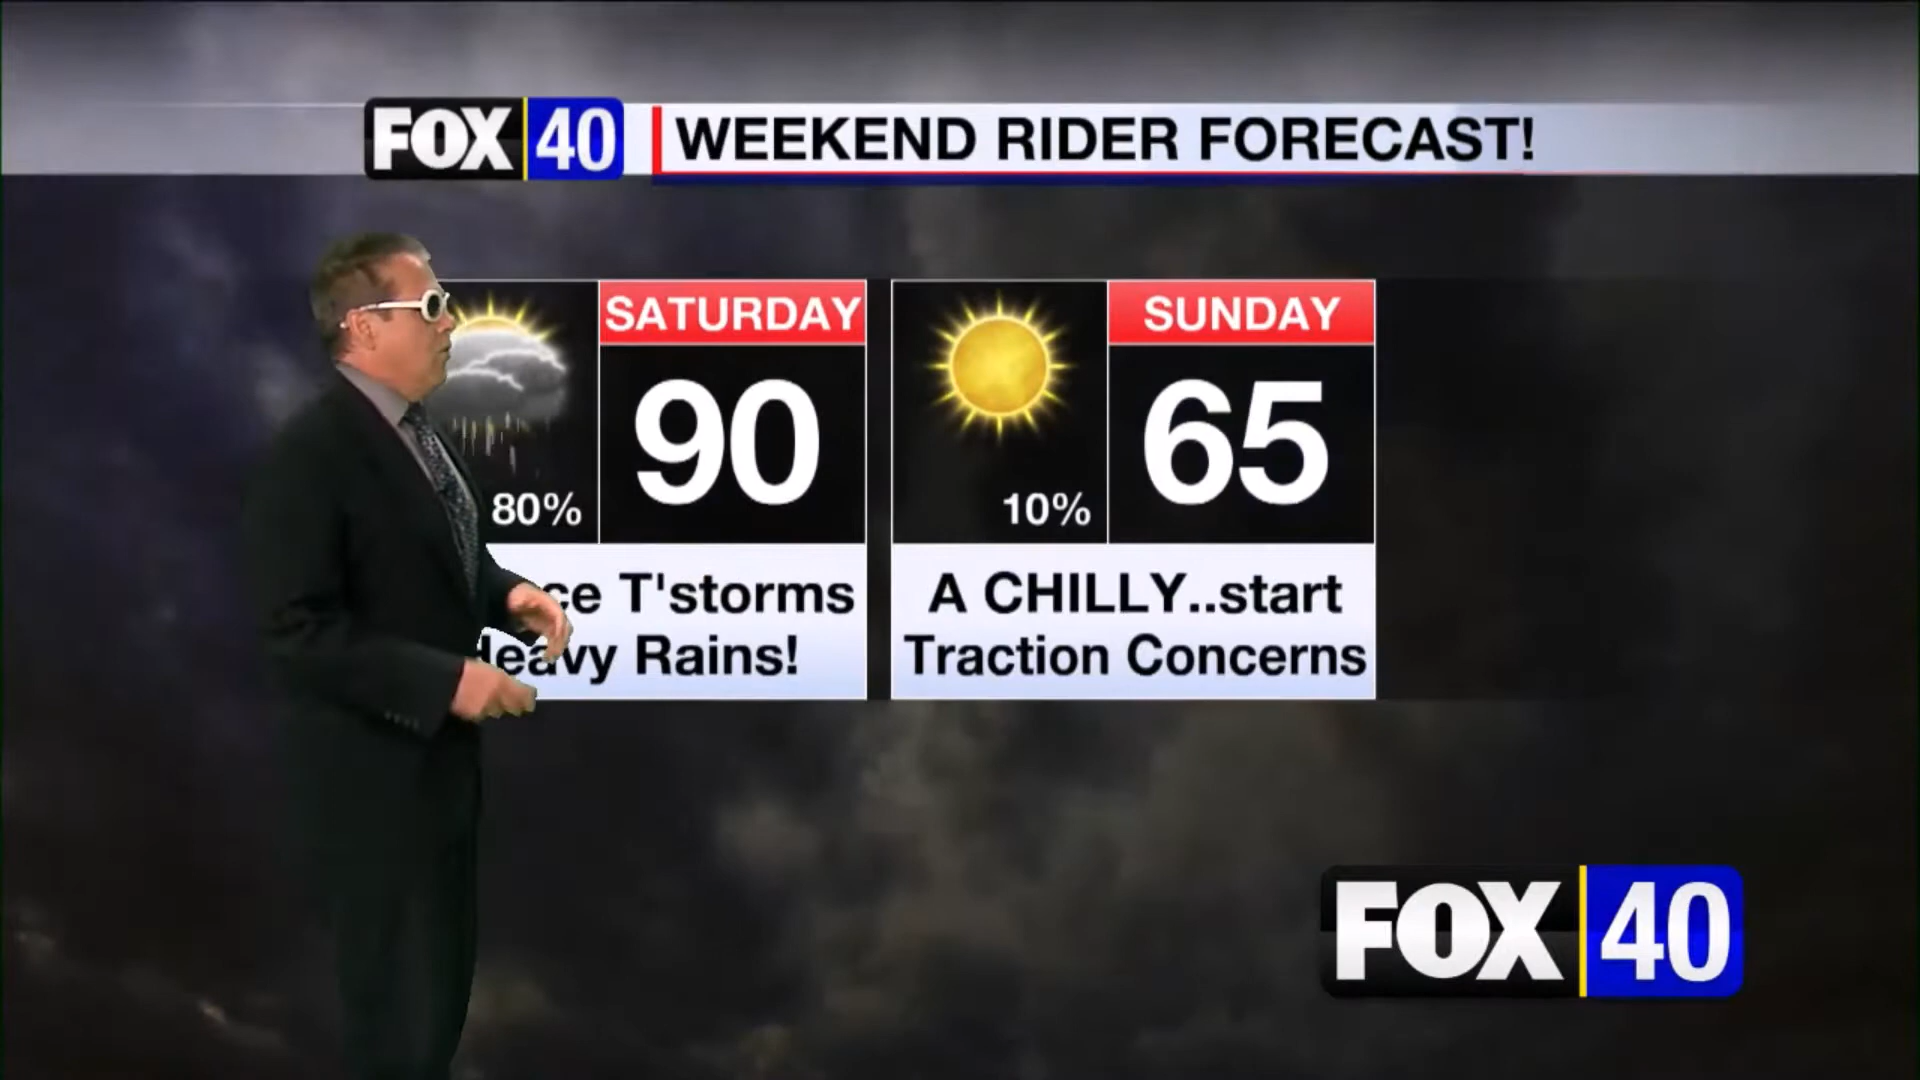 FOX 40 WEEKEND RIDER FORECAST!
SATURDAY
90
80%
T'storms
Heavy Rains!
SUNDAY
65
10%
A CHILLY..start
Traction Concerns
FOX 40